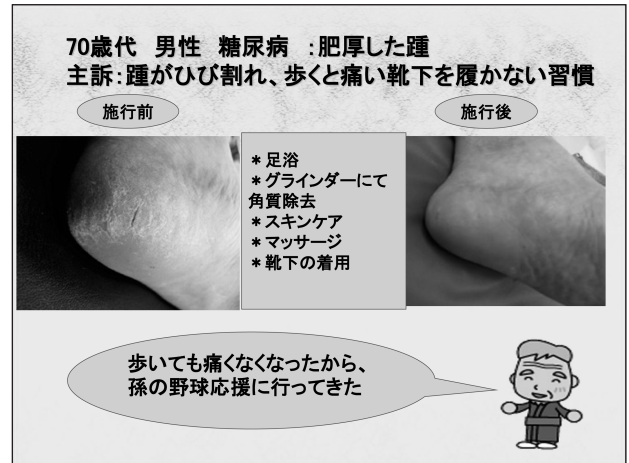 70歳代 男性 糖尿病 :肥厚した踵
主訴:踵がひび割れ、歩くと痛い靴下を履かない習慣
施行前
施行後
*足浴
*グラインダーにて
角質除去
*スキンケア
*マッサージ
*靴下の着用
歩いても痛くなくなったから、
孫の野球応援に行ってきた